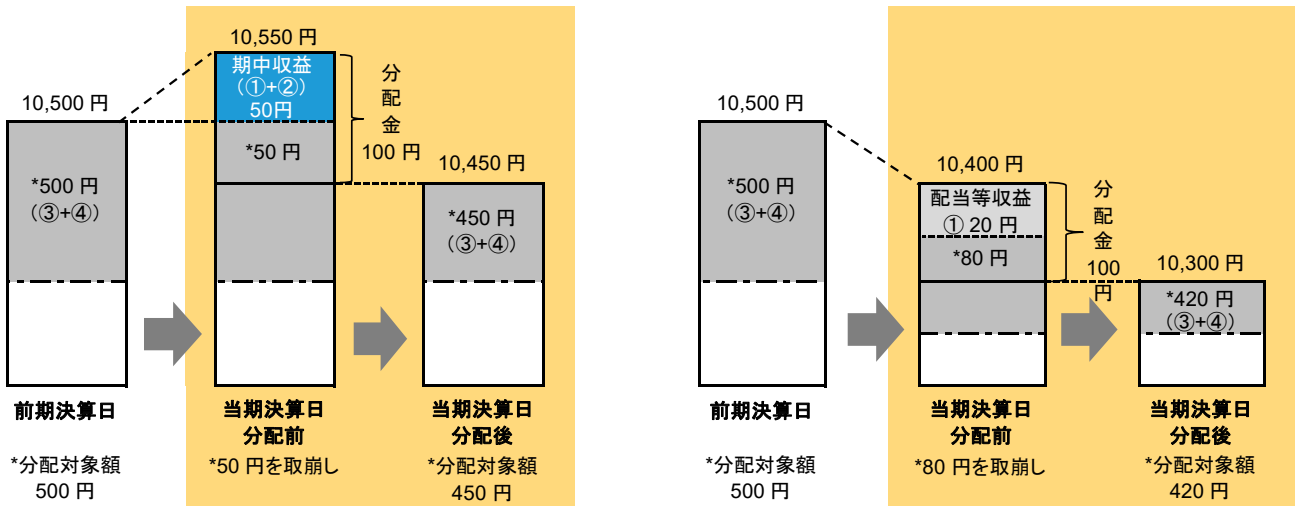 10,500 円
*500 円
(③+④)
前期決算日
*分配対象額
500 円
10,550 円
期中収益
(①+②)
50円
*50 円
分
配
金
100 円
当期決算日
分配前
*50 円を取崩し
10,450 円
*450 円
(③+④)
当期決算日
分配後
*分配対象額
450 円
10,500 円
*500 円
(③+④)
前期決算日
*分配対象額
500 円
10,400 円
配当等収益
① 20 円
*80 円
分
配
金
100
円
当期決算日
分配前
*80 円を取崩し
10,300 円
*420 円
(③+④)
当期決算日
分配後
*分配対象額
420 円